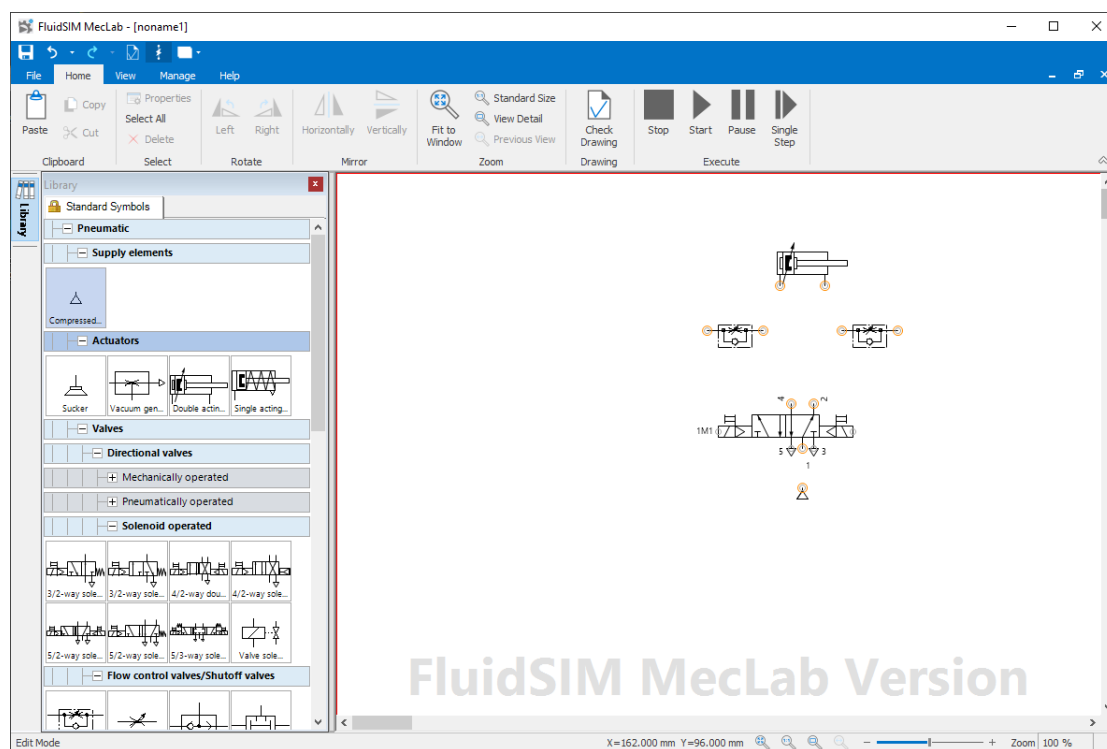 FluidSIM MecLab - [noname1]
File Home View Manage Help
Paste Copy Cut Clipboard
Properties Select All Delete Select
Left Right Rotate
Horizontally Vertically Mirror
Fit to Window Standard Size View Detail Previous View Zoom
Check Drawing Drawing
Stop Start Pause Single Step Execute
Library
Library
Standard Symbols
Pneumatic
Supply elements
Compressed...
Actuators
Sucker Vacuum gen... Double actin... Single acting...
Valves
Directional valves
Mechanically operated
Pneumatically operated
Solenoid operated
3/2-way sole... 3/2-way sole... 4/2-way dou... 4/2-way sole...
5/2-way sole... 5/2-way sole... 5/3-way sole... Valve sole...
Flow control valves/Shutoff valves
4 2
1M1
5 3
1
FluidSIM MecLab Version
Edit Mode X=162.000 mm Y=96.000 mm Zoom 100 %